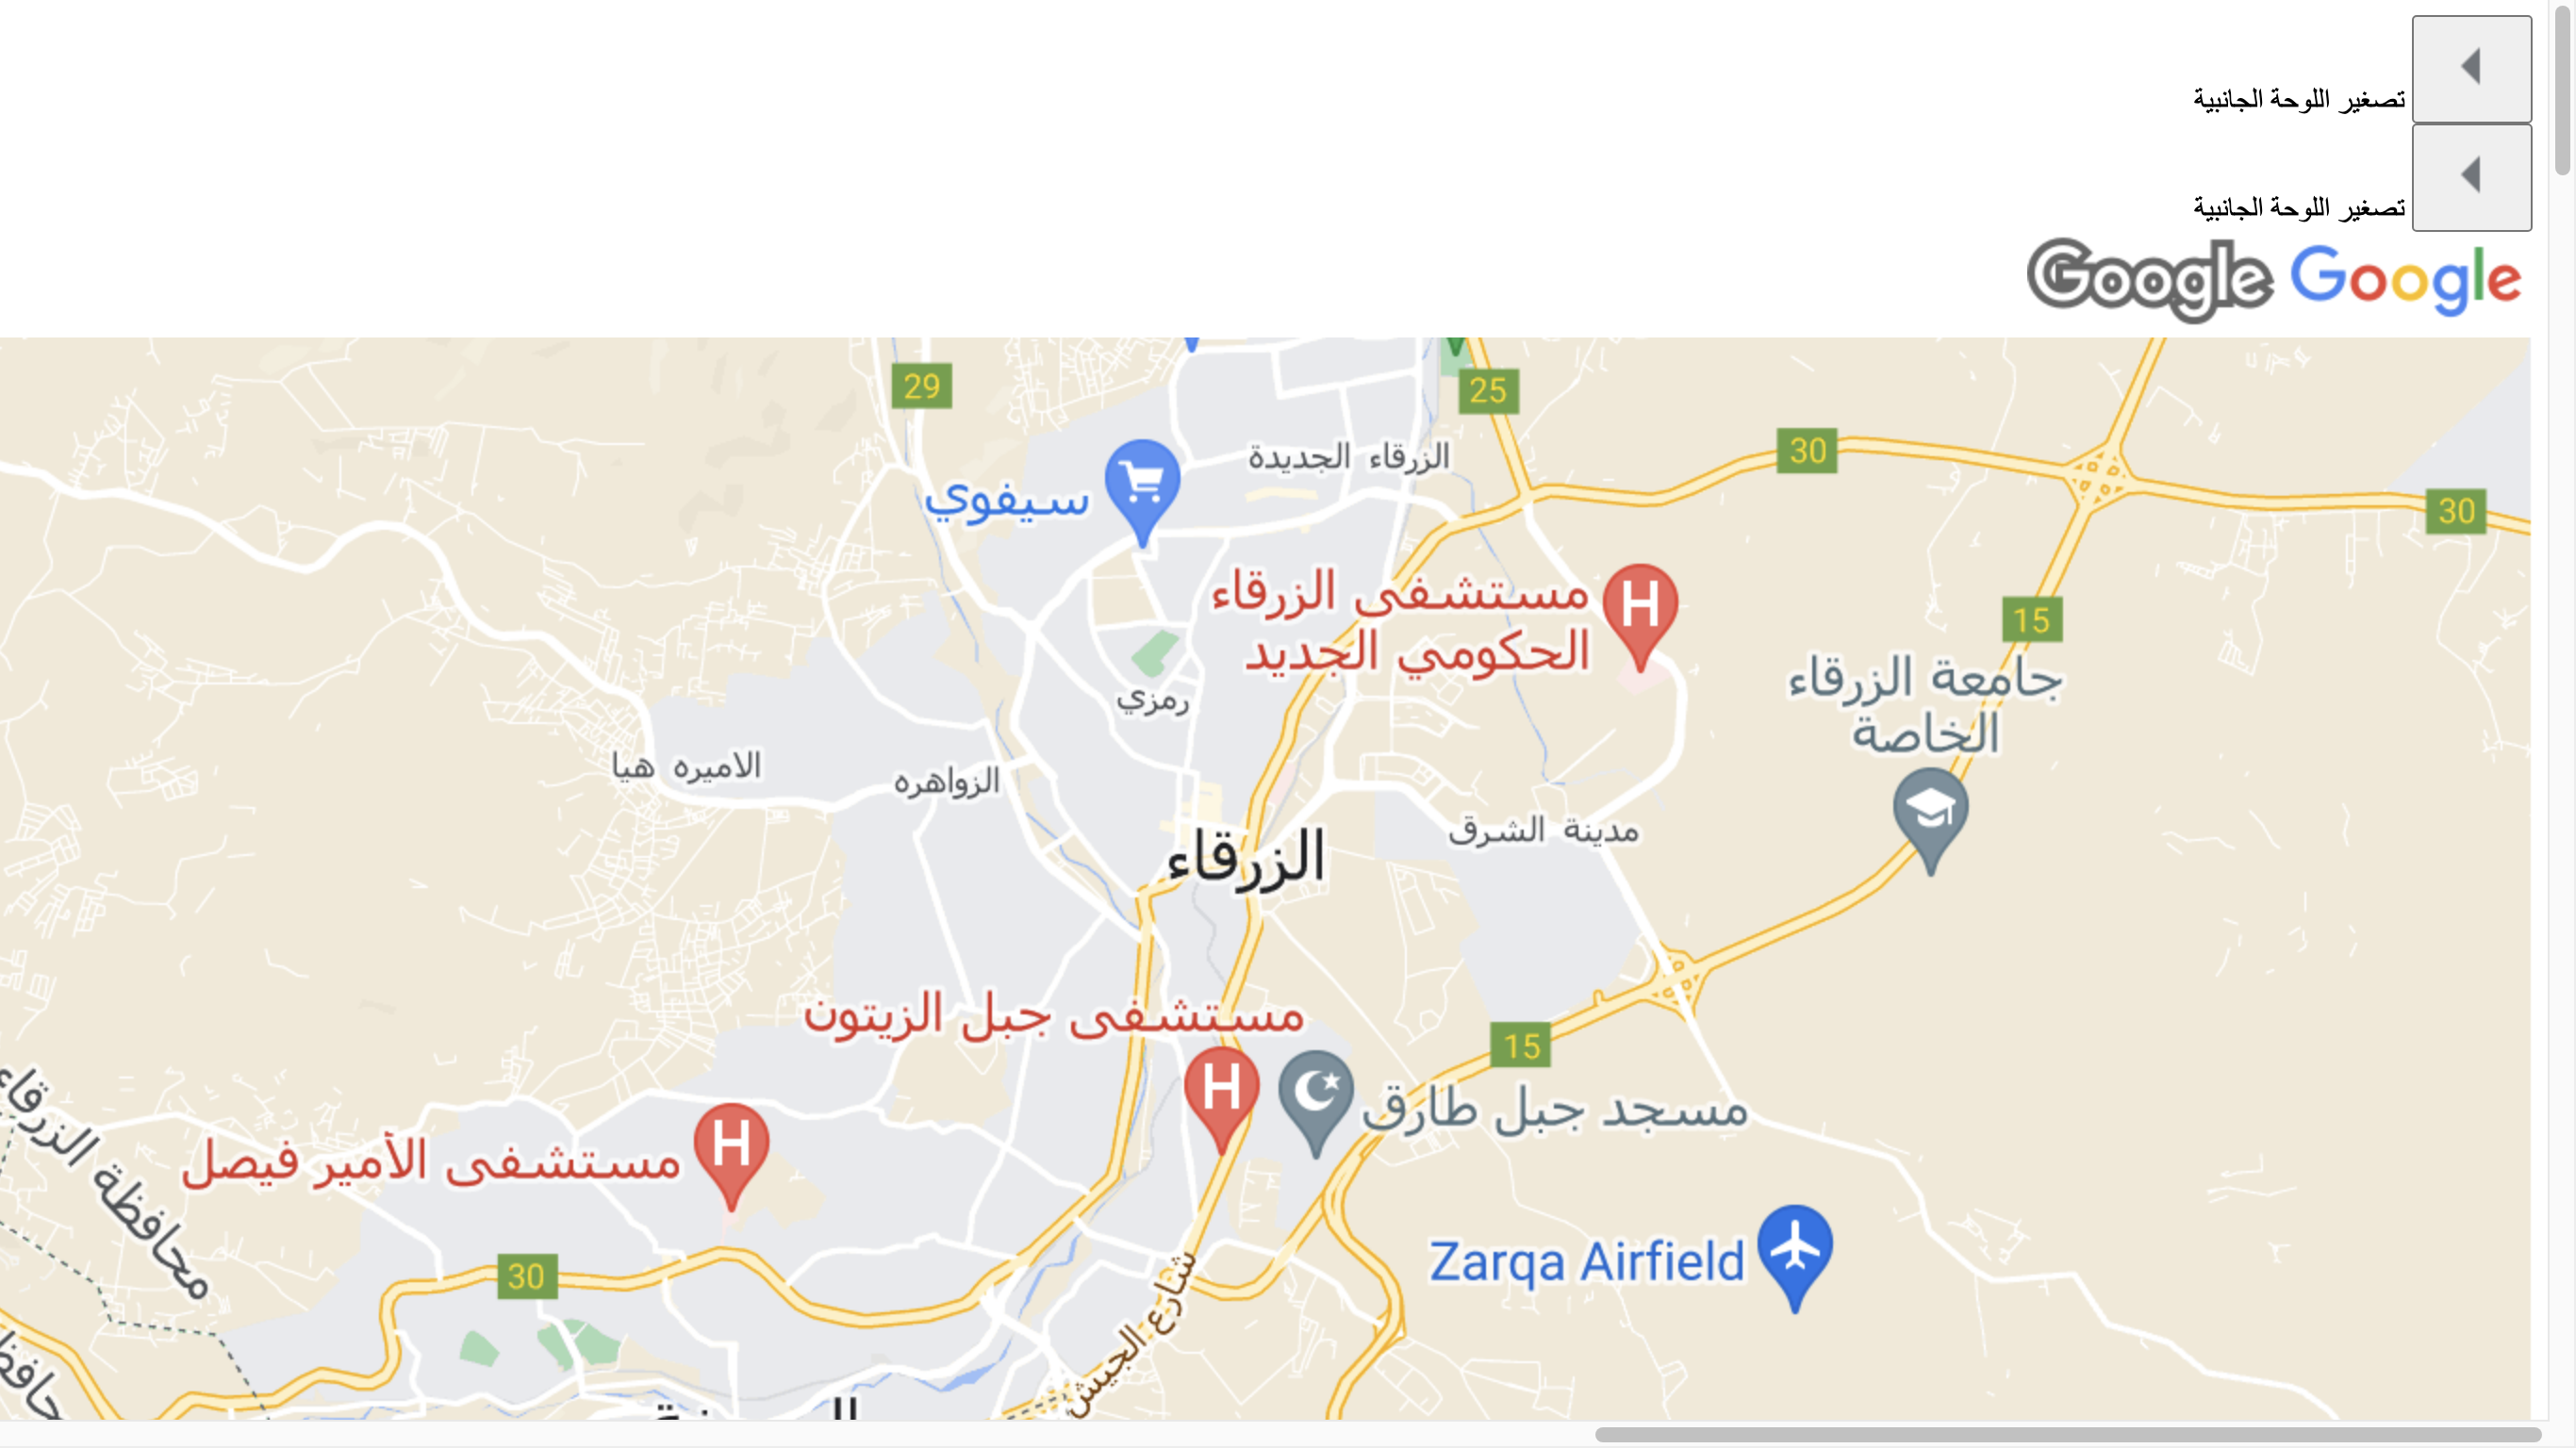 تصغير اللوحة الجانبية
تصغير اللوحة الجانبية
Google Google
29
25
30
الزرقاء الجديدة
سيفوي
30
مستشفى الزرقاء
الحكومي الجديد
15
جامعة الزرقاء
الخاصة
رمزي
الاميره هيا
الزواهره
مدينة الشرق
الزرقاء
مستشفى جبل الزيتون
15
مسجد جبل طارق
مستشفى الأمير فيصل
محافظة الزرقاء
Zarqa Airfield
30
شارع الجيش